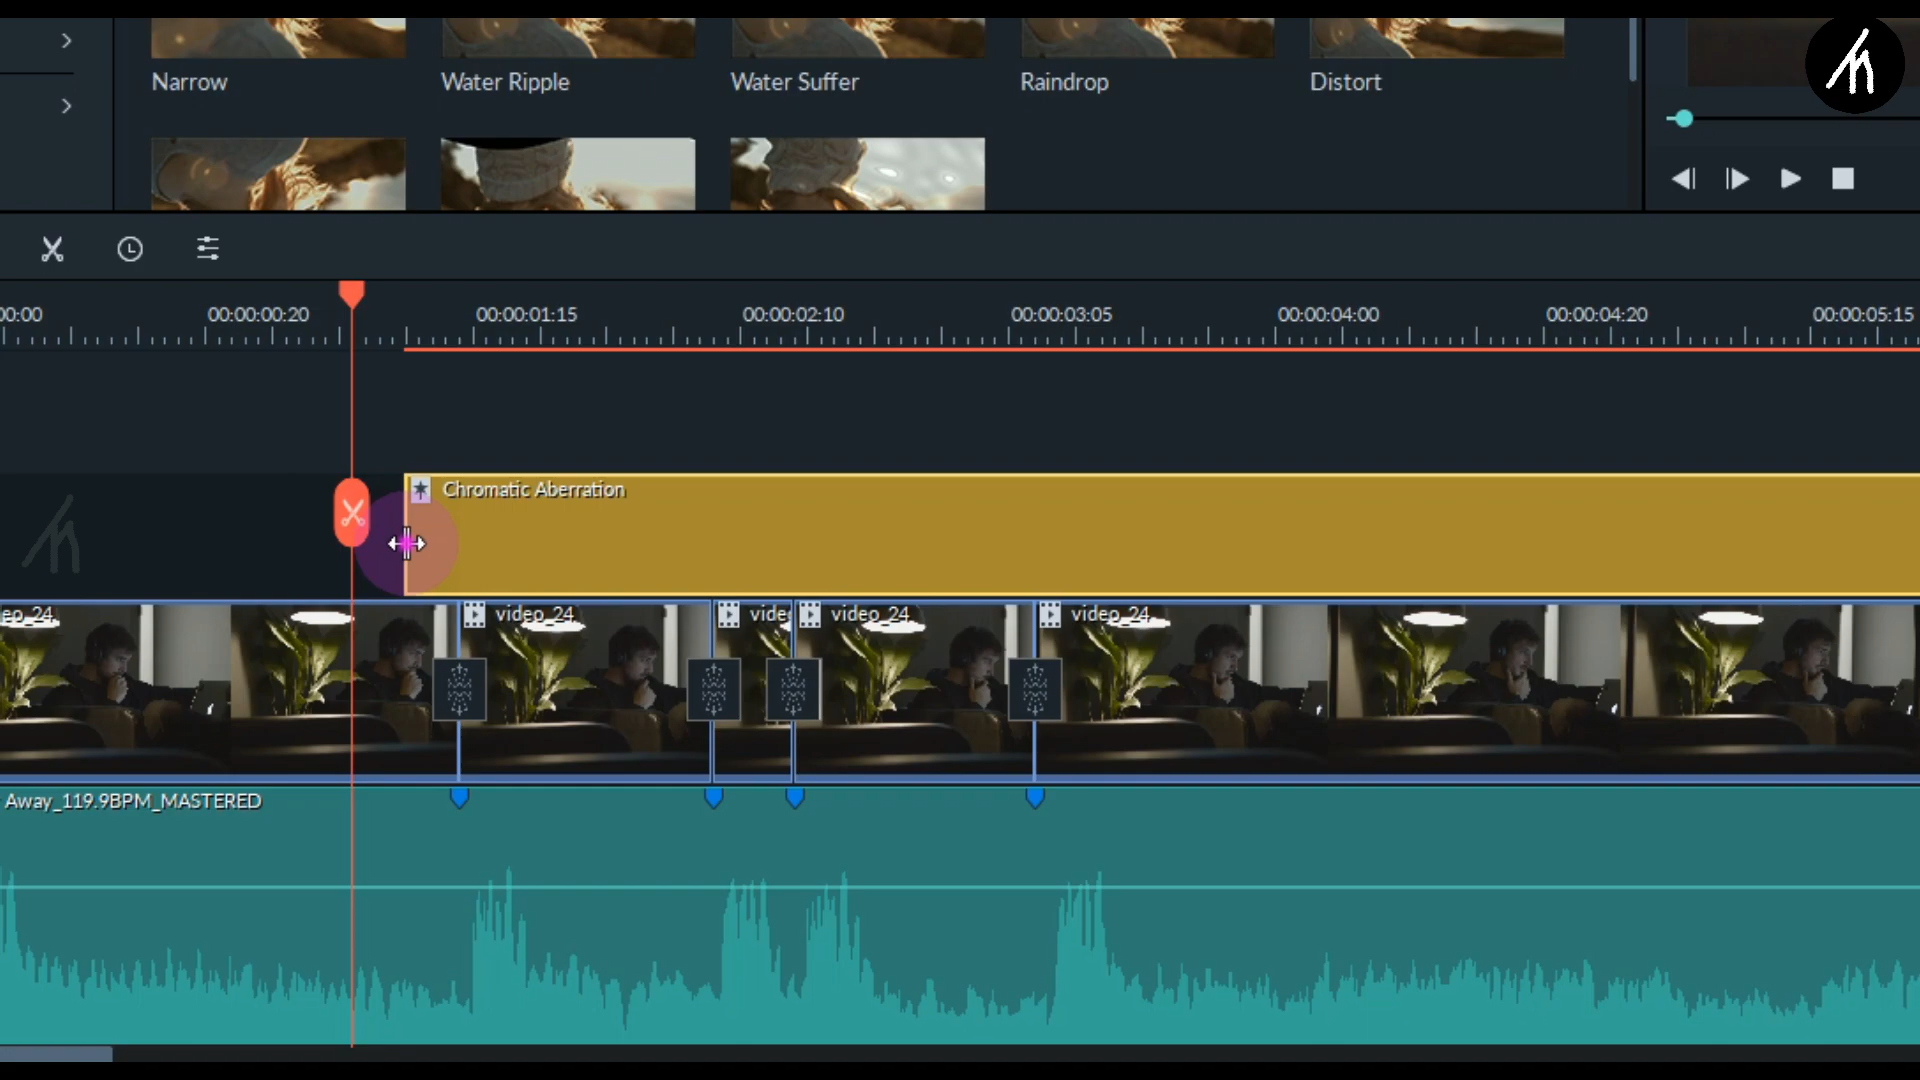 Narrow
Water Ripple
Water Suffer
Raindrop
Distort
00:00
00:00:00:20
00:00:01:15
00:00:02:10
00:00:03:05
00:00:04:00
00:00:04:20
00:00:05:15
Chromatic Aberration
eo_24
video_24
vide
video_24
video_24
Away_119.9BPM_MASTERED